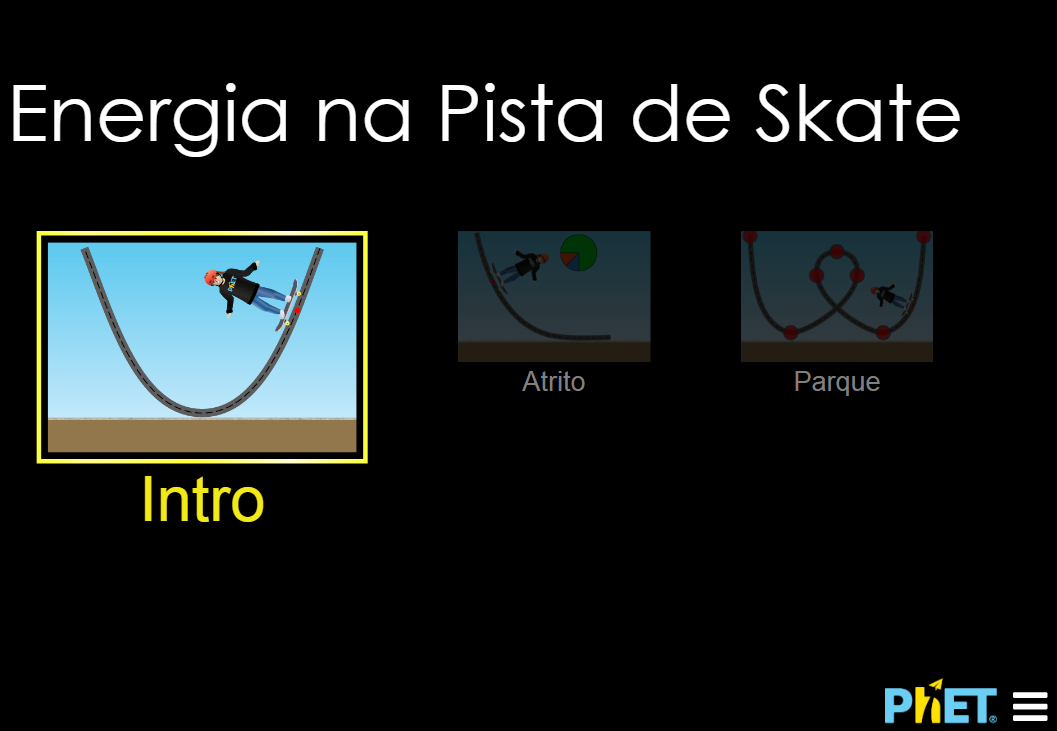 Energia na Pista de Skate
Intro
Atrito
Parque
PhET®